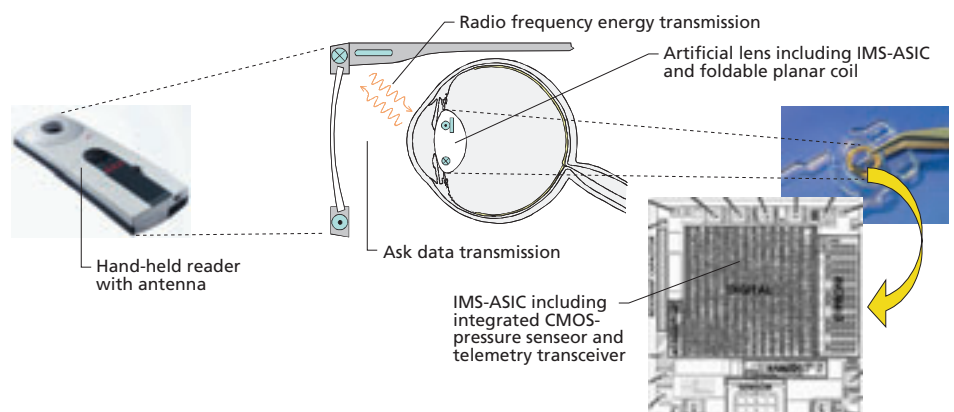 Radio frequency energy transmission
Artificial lens including IMS-ASIC
and foldable planar coil
Ask data transmission
Hand-held reader
with antenna
IMS-ASIC including
integrated CMOS-
pressure senseor and
telemetry transceiver
DIGITAL
SENSOR